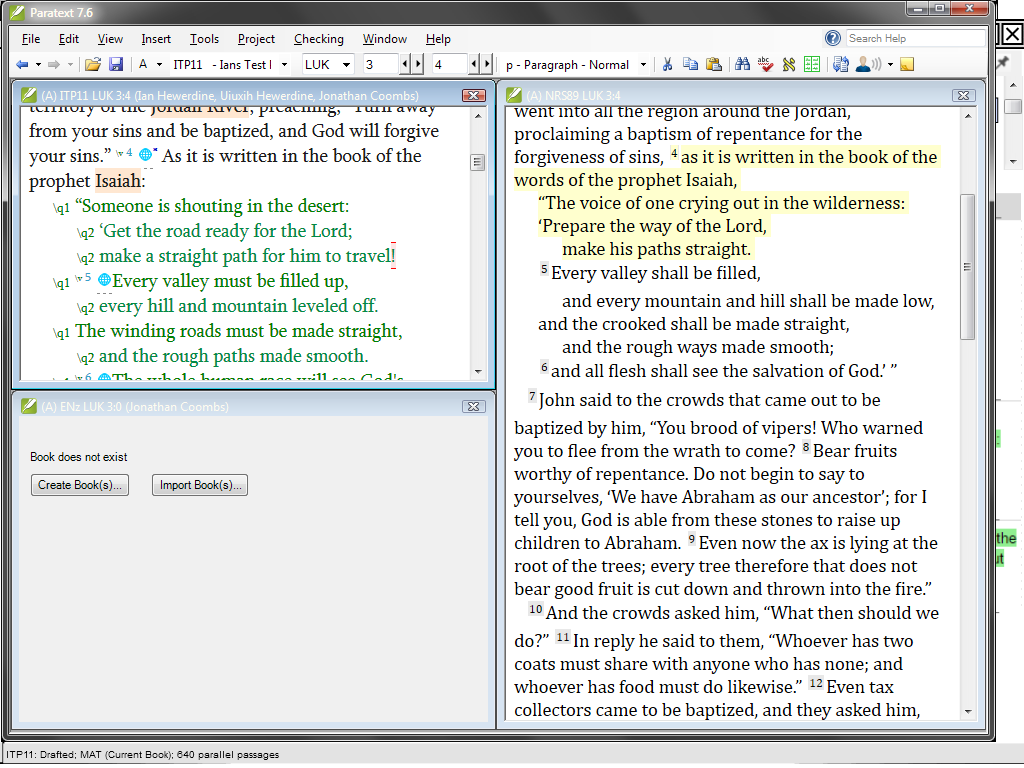 Paratext 7.6
File Edit View Insert Tools Project Checking Window Help
Search Help
A ITP11 - Ians Test I LUK 3 4 p - Paragraph - Normal
(A) ITP11 LUK 3:4 (Ian Hewerdine, Uiuxih Hewerdine, Jonathan Coombs)
territory of the Jordan River, preaching, “Turn away
from your sins and be baptized, and God will forgive
your sins.” \v 4 As it is written in the book of the
prophet Isaiah:
\q1 “Someone is shouting in the desert:
\q2 ‘Get the road ready for the Lord;
\q2 make a straight path for him to travel!
\q1 \v 5 Every valley must be filled up,
\q2 every hill and mountain leveled off.
\q1 The winding roads must be made straight,
\q2 and the rough paths made smooth.
\q1 \v 6 The whole human race will see God's
(A) ENz LUK 3:0 (Jonathan Coombs)
Book does not exist
Create Book(s)... Import Book(s)...
(A) NRS89 LUK 3:4
went into all the region around the Jordan,
proclaiming a baptism of repentance for the
forgiveness of sins, 4 as it is written in the book of the
words of the prophet Isaiah,
“The voice of one crying out in the wilderness:
‘Prepare the way of the Lord,
make his paths straight.
5 Every valley shall be filled,
and every mountain and hill shall be made low,
and the crooked shall be made straight,
and the rough ways made smooth;
6 and all flesh shall see the salvation of God.’ ”
7 John said to the crowds that came out to be
baptized by him, “You brood of vipers! Who warned
you to flee from the wrath to come? 8 Bear fruits
worthy of repentance. Do not begin to say to
yourselves, ‘We have Abraham as our ancestor’; for I
tell you, God is able from these stones to raise up
children to Abraham. 9 Even now the ax is lying at the
root of the trees; every tree therefore that does not
bear good fruit is cut down and thrown into the fire.”
10 And the crowds asked him, “What then should we
do?” 11 In reply he said to them, “Whoever has two
coats must share with anyone who has none; and
whoever has food must do likewise.” 12 Even tax
collectors came to be baptized, and they asked him,
the
ITP11: Drafted; MAT (Current Book); 640 parallel passages